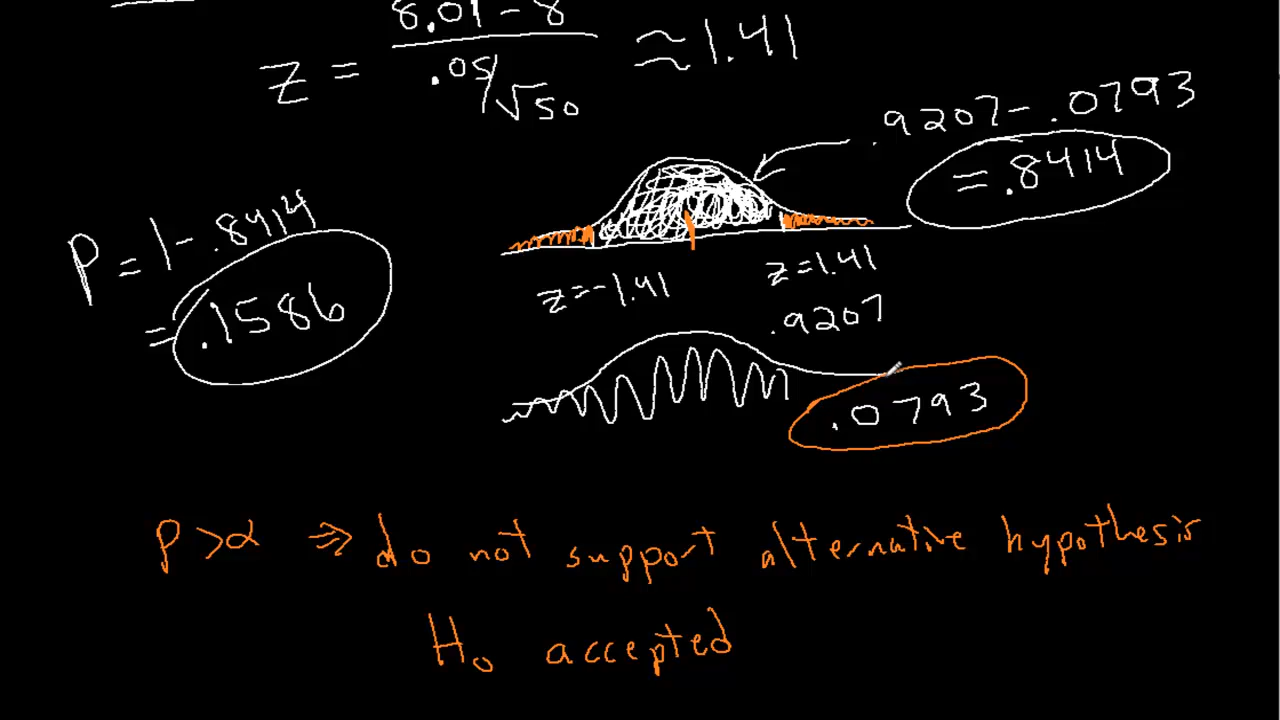 z = 8.01 - 8 / .05/√50 ≈ 1.41
.9207 - .0793
= .8414
P = 1 - .8414
= .1586
z=-1.41
z=1.41
.9207
.0793
P > α ⇒ do not support alternative hypothesis
H₀ accepted